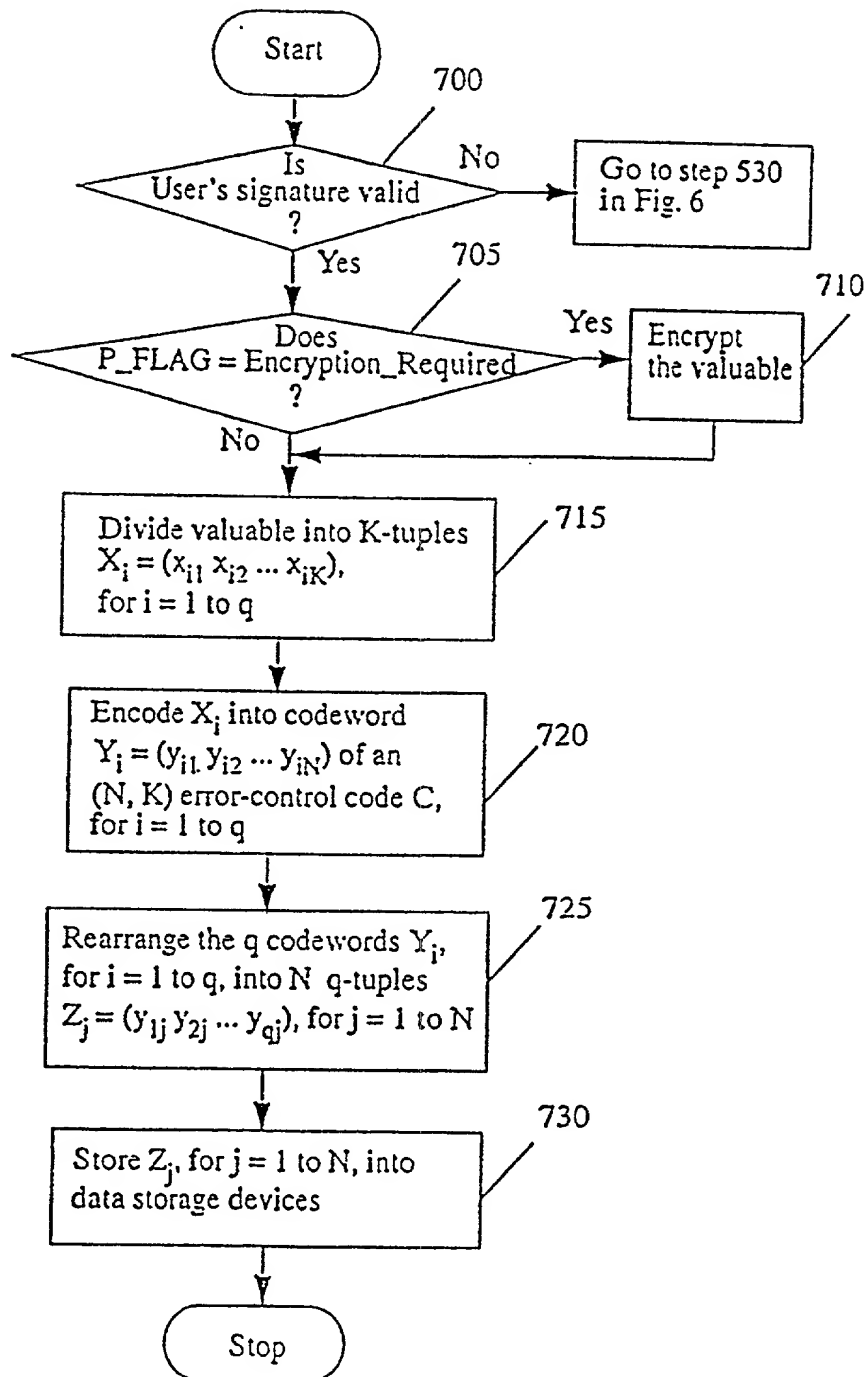 Start
700
Is
User's signature valid
?
No
Go to step 530
in Fig. 6
Yes
705
Does
P_FLAG = Encryption_Required
?
Yes
710
Encrypt
the valuable
No
Divide valuable into K-tuples
X_i = (x_i1 x_i2 ... x_iK),
for i = 1 to q
715
Encode X_i into codeword
Y_i = (y_i1 y_i2 ... y_iN) of an
(N, K) error-control code C,
for i = 1 to q
720
Rearrange the q codewords Y_i,
for i = 1 to q, into N q-tuples
Z_j = (y_1j y_2j ... y_qj), for j = 1 to N
725
Store Z_j, for j = 1 to N, into
data storage devices
730
Stop